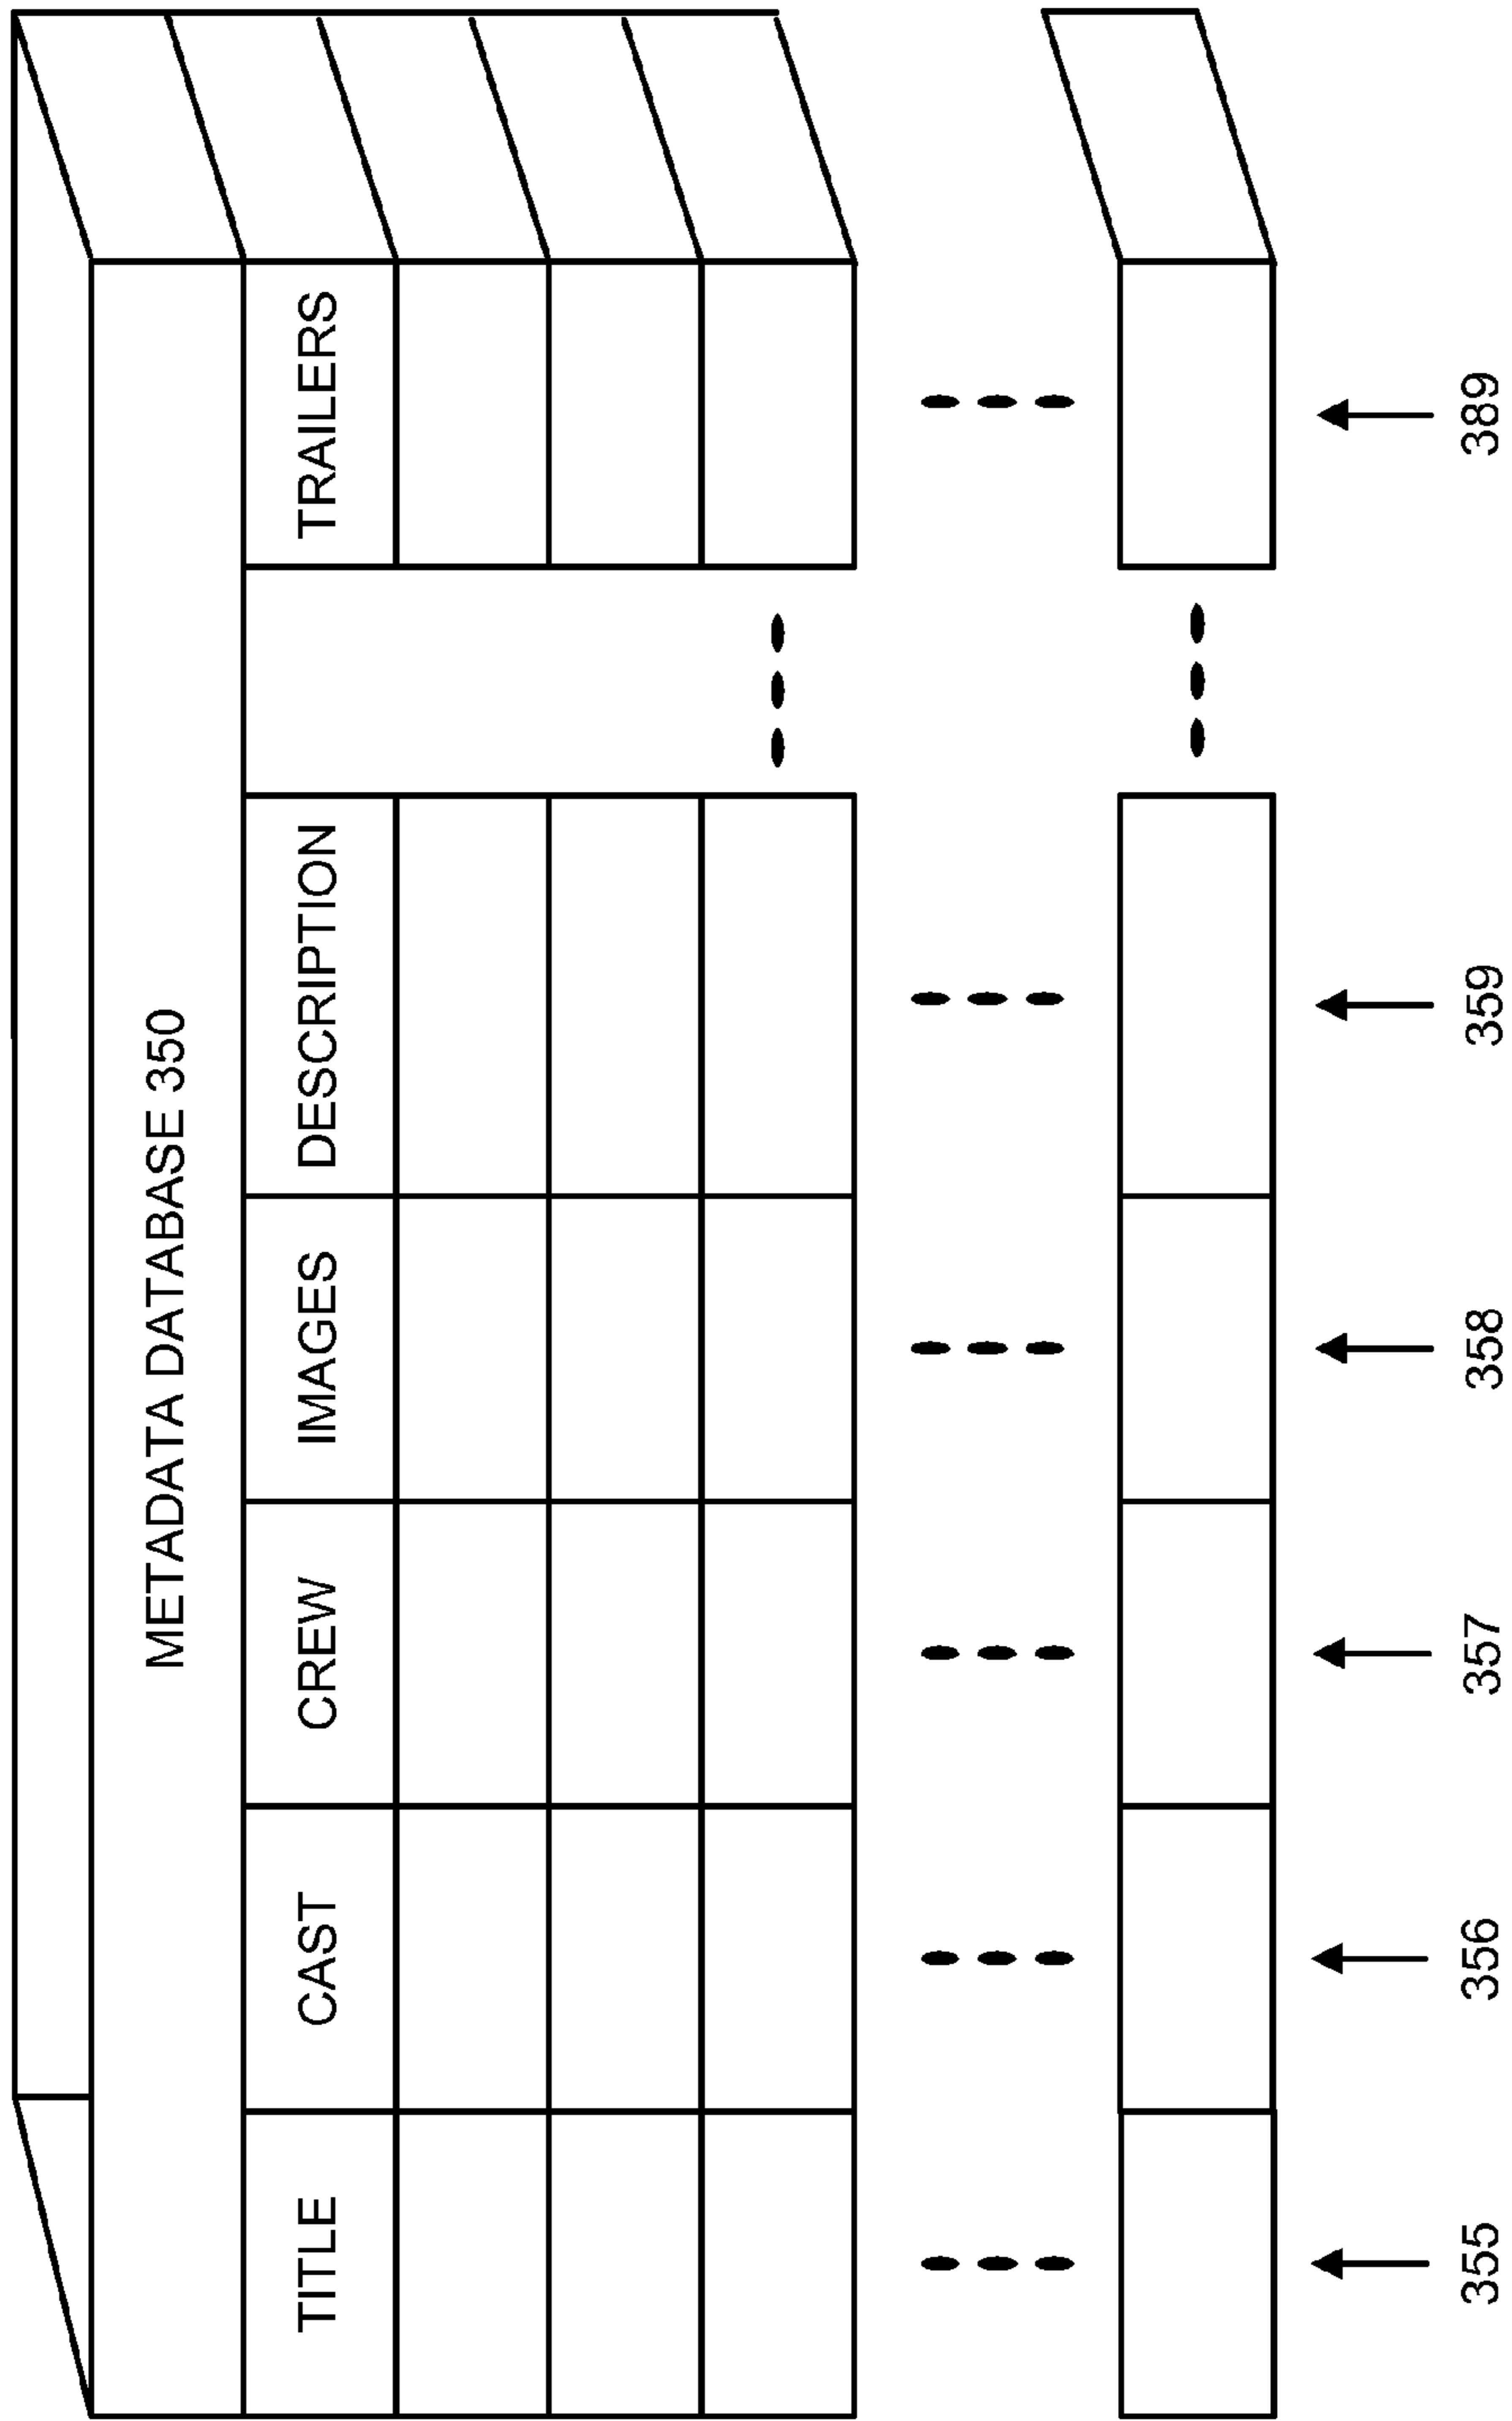 METADATA DATABASE 350
TITLE CAST CREW IMAGES DESCRIPTION TRAILERS
355 356 357 358 359 389